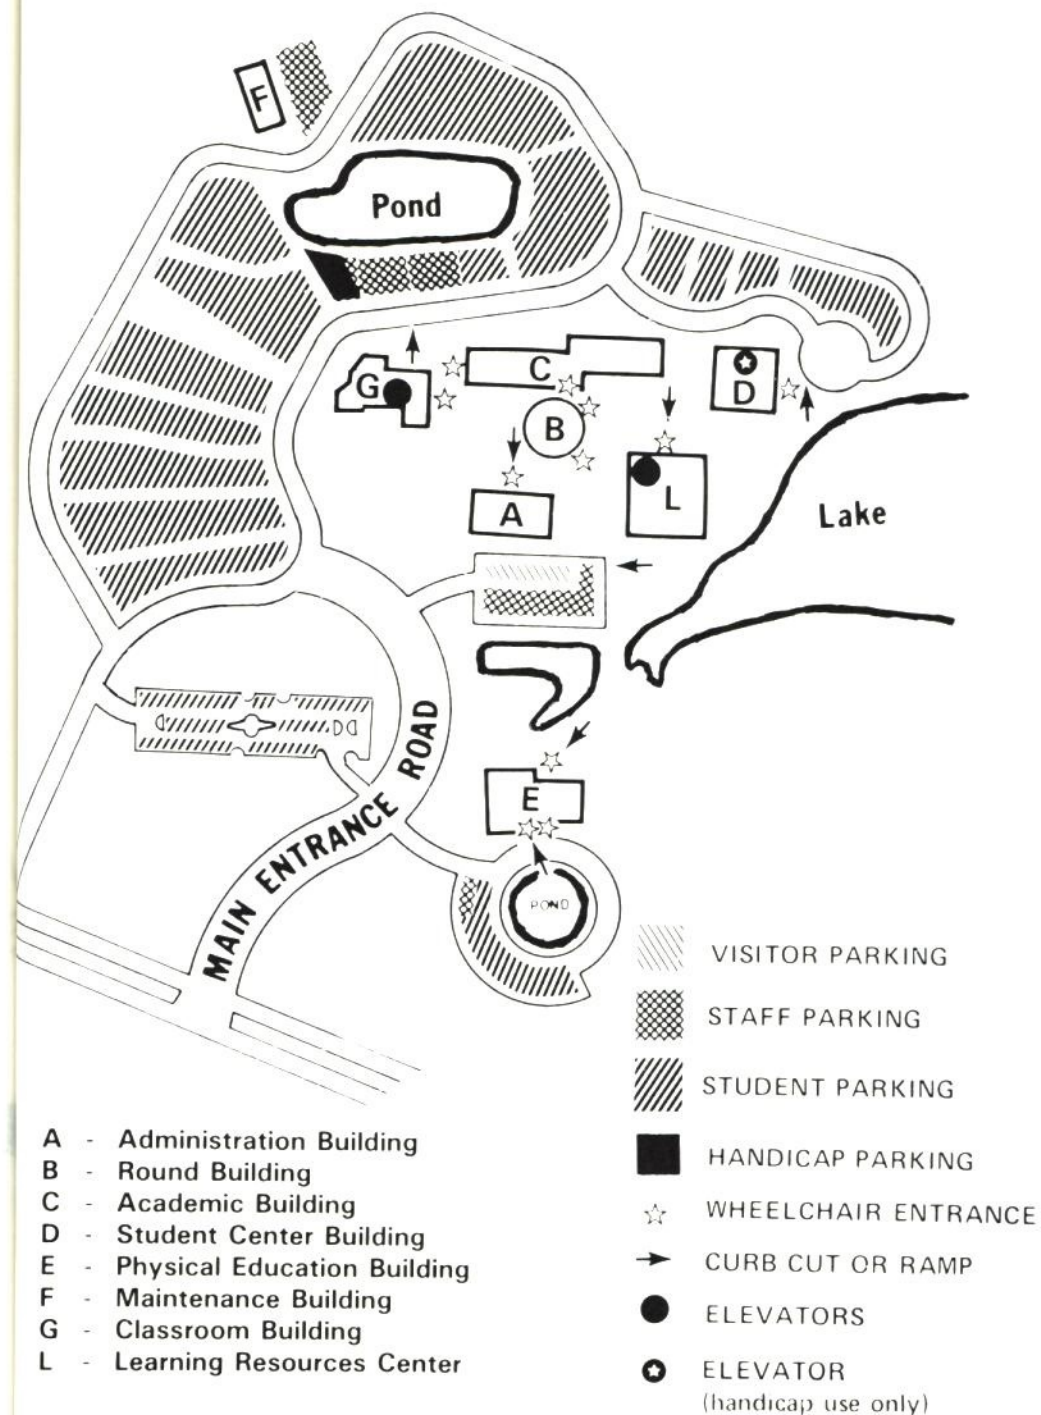 F
Pond
G
C
D
B
A
L
Lake
MAIN ENTRANCE ROAD
E
POND
VISITOR PARKING
STAFF PARKING
STUDENT PARKING
HANDICAP PARKING
WHEELCHAIR ENTRANCE
CURB CUT OR RAMP
ELEVATORS
ELEVATOR
(handicap use only)
A - Administration Building
B - Round Building
C - Academic Building
D - Student Center Building
E - Physical Education Building
F - Maintenance Building
G - Classroom Building
L - Learning Resources Center